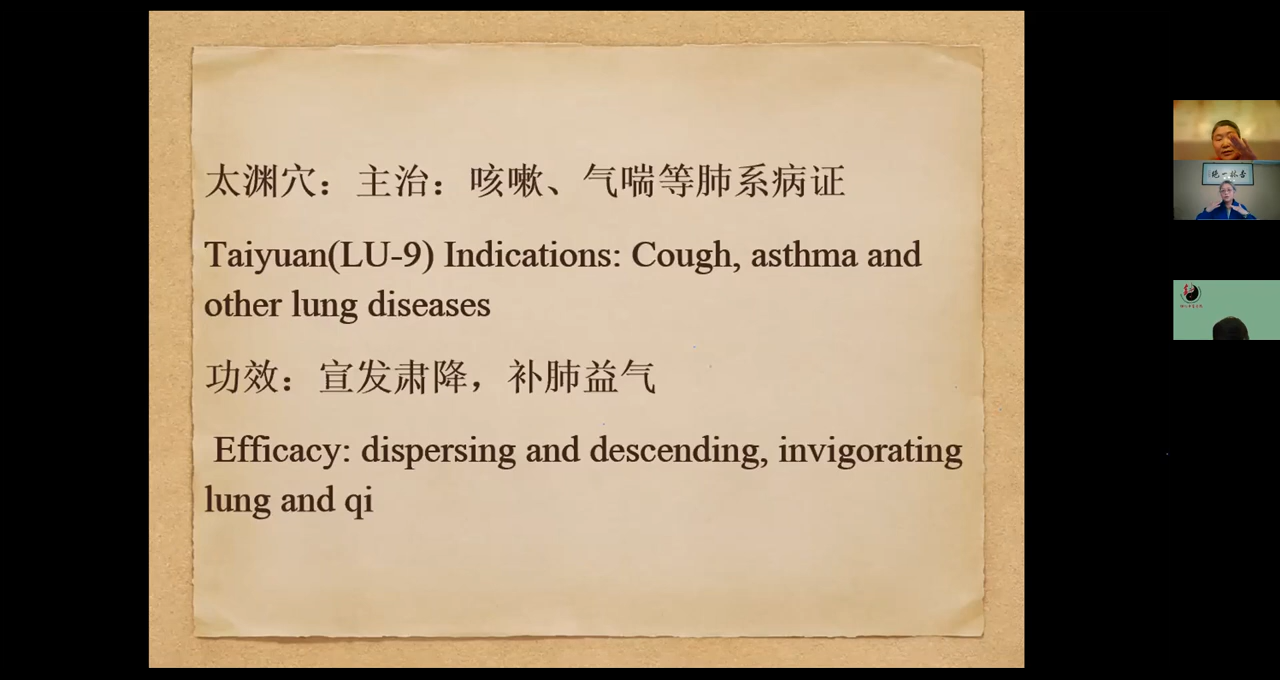 太渊穴：主治：咳嗽、气喘等肺系病证
Taiyuan(LU-9) Indications: Cough, asthma and
other lung diseases
功效：宣发肃降，补肺益气
Efficacy: dispersing and descending, invigorating
lung and qi